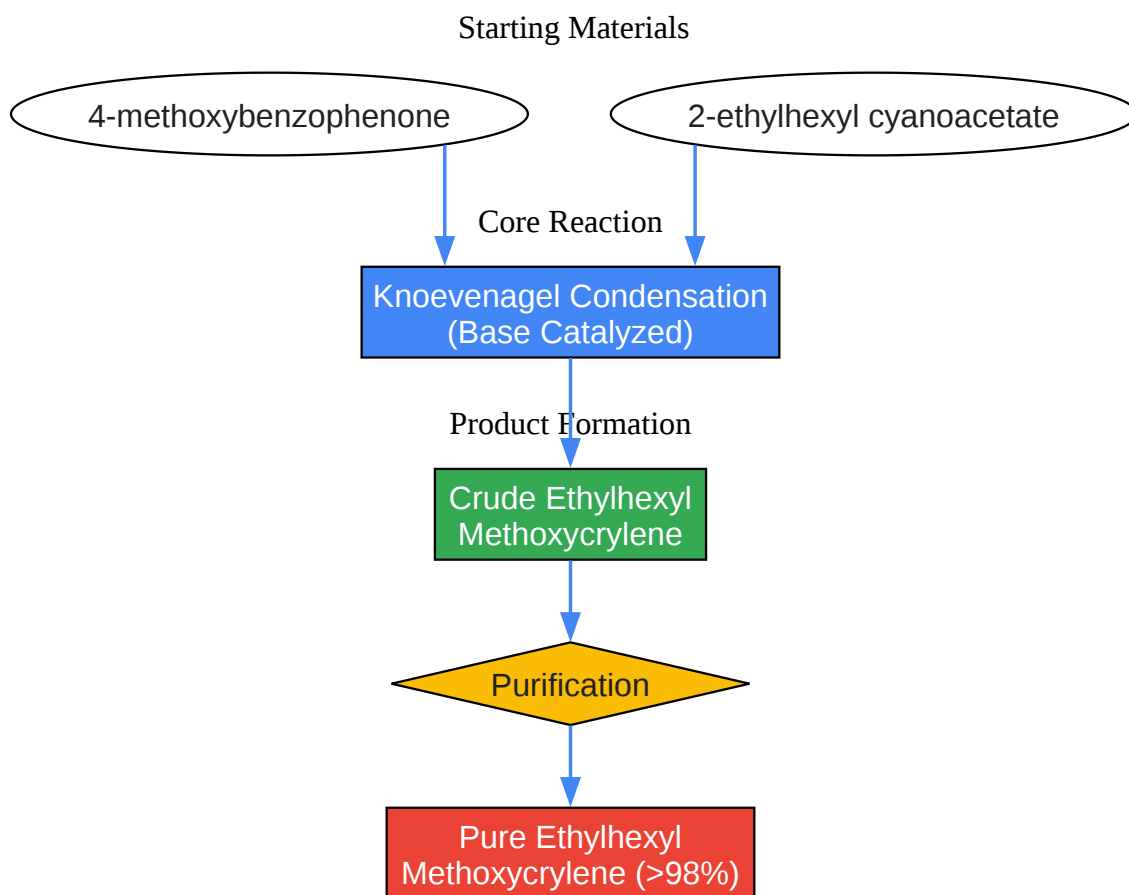 Starting Materials
4-methoxybenzophenone
2-ethylhexyl cyanoacetate
Core Reaction
Knoevenagel Condensation
(Base Catalyzed)
Product Formation
Crude Ethylhexyl
Methoxycrylene
Purification
Pure Ethylhexyl
Methoxycrylene (>98%)